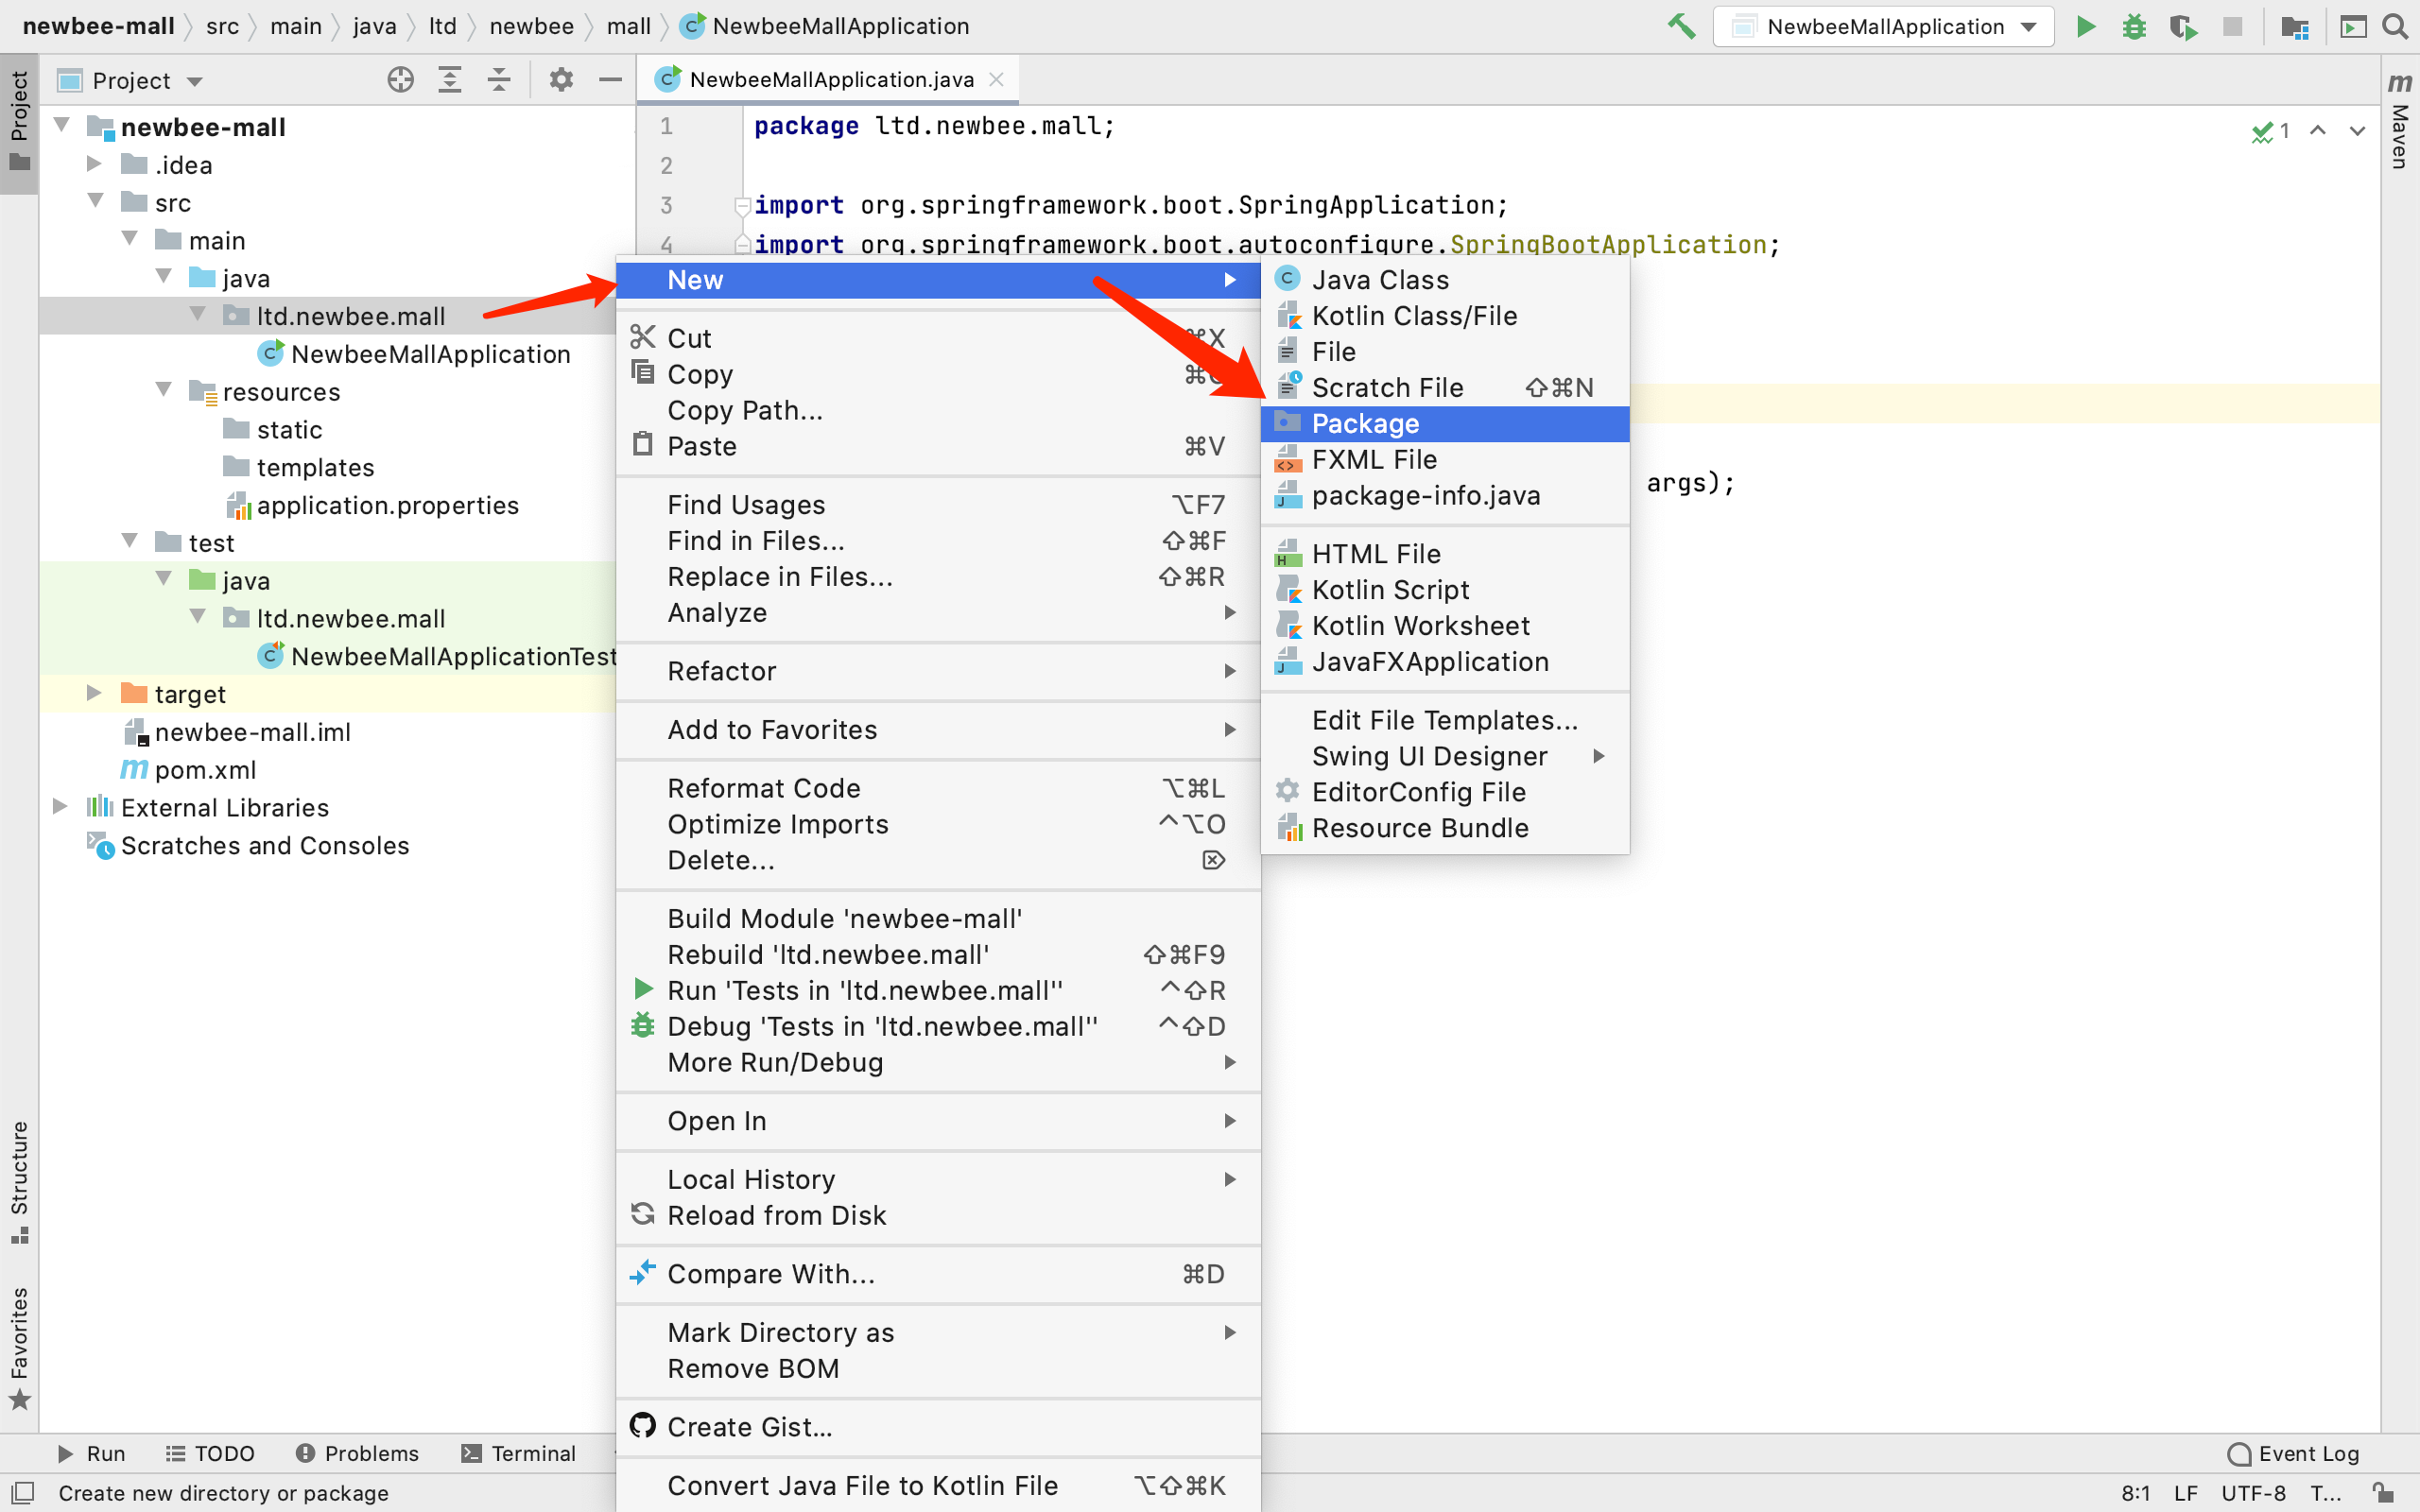 newbee-mall src main java ltd newbee mall NewbeeMallApplication
NewbeeMallApplication
Project
NewbeeMallApplication.java
Project
newbee-mall
.idea
src
main
java
ltd.newbee.mall
NewbeeMallApplication
resources
static
templates
application.properties
test
java
ltd.newbee.mall
NewbeeMallApplicationTest
target
newbee-mall.iml
pom.xml
External Libraries
Scratches and Consoles
Structure
Favorites
1 package ltd.newbee.mall;
2
3 import org.springframework.boot.SpringApplication;
4 import org.springframework.boot.autoconfigure.SpringBootApplication;
args);
1
Maven
New
Cut ⌘X
Copy
Copy Path...
Paste ⌘V
Find Usages ⌥F7
Find in Files... ⇧⌘F
Replace in Files... ⇧⌘R
Analyze
Refactor
Add to Favorites
Reformat Code ⌥⌘L
Optimize Imports ^⌥O
Delete... ⌦
Build Module 'newbee-mall'
Rebuild 'ltd.newbee.mall' ⇧⌘F9
Run 'Tests in 'ltd.newbee.mall'' ^⇧R
Debug 'Tests in 'ltd.newbee.mall'' ^⇧D
More Run/Debug
Open In
Local History
Reload from Disk
Compare With... ⌘D
Mark Directory as
Remove BOM
Create Gist...
Convert Java File to Kotlin File ⌥⇧⌘K
Java Class
Kotlin Class/File
File
Scratch File ⇧⌘N
Package
FXML File
package-info.java
HTML File
Kotlin Script
Kotlin Worksheet
JavaFXApplication
Edit File Templates...
Swing UI Designer
EditorConfig File
Resource Bundle
Run TODO Problems Terminal
Event Log
Create new directory or package
8:1 LF UTF-8 T...